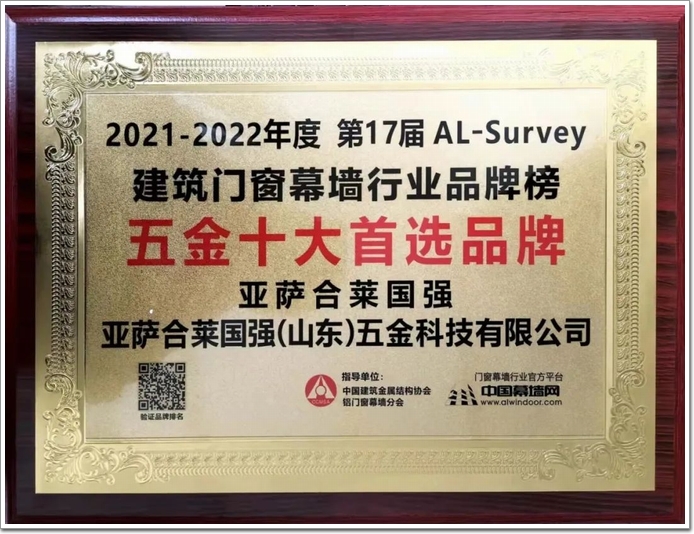 2021-2022年度 第17届 AL-Survey
建筑门窗幕墙行业品牌榜
五金十大首选品牌
亚萨合莱国强
亚萨合莱国强(山东)五金科技有限公司
验证品牌排名
指导单位:
中国建筑金属结构协会
铝门窗幕墙分会
门窗幕墙行业官方平台
中国幕墙网
www.alwindoor.com